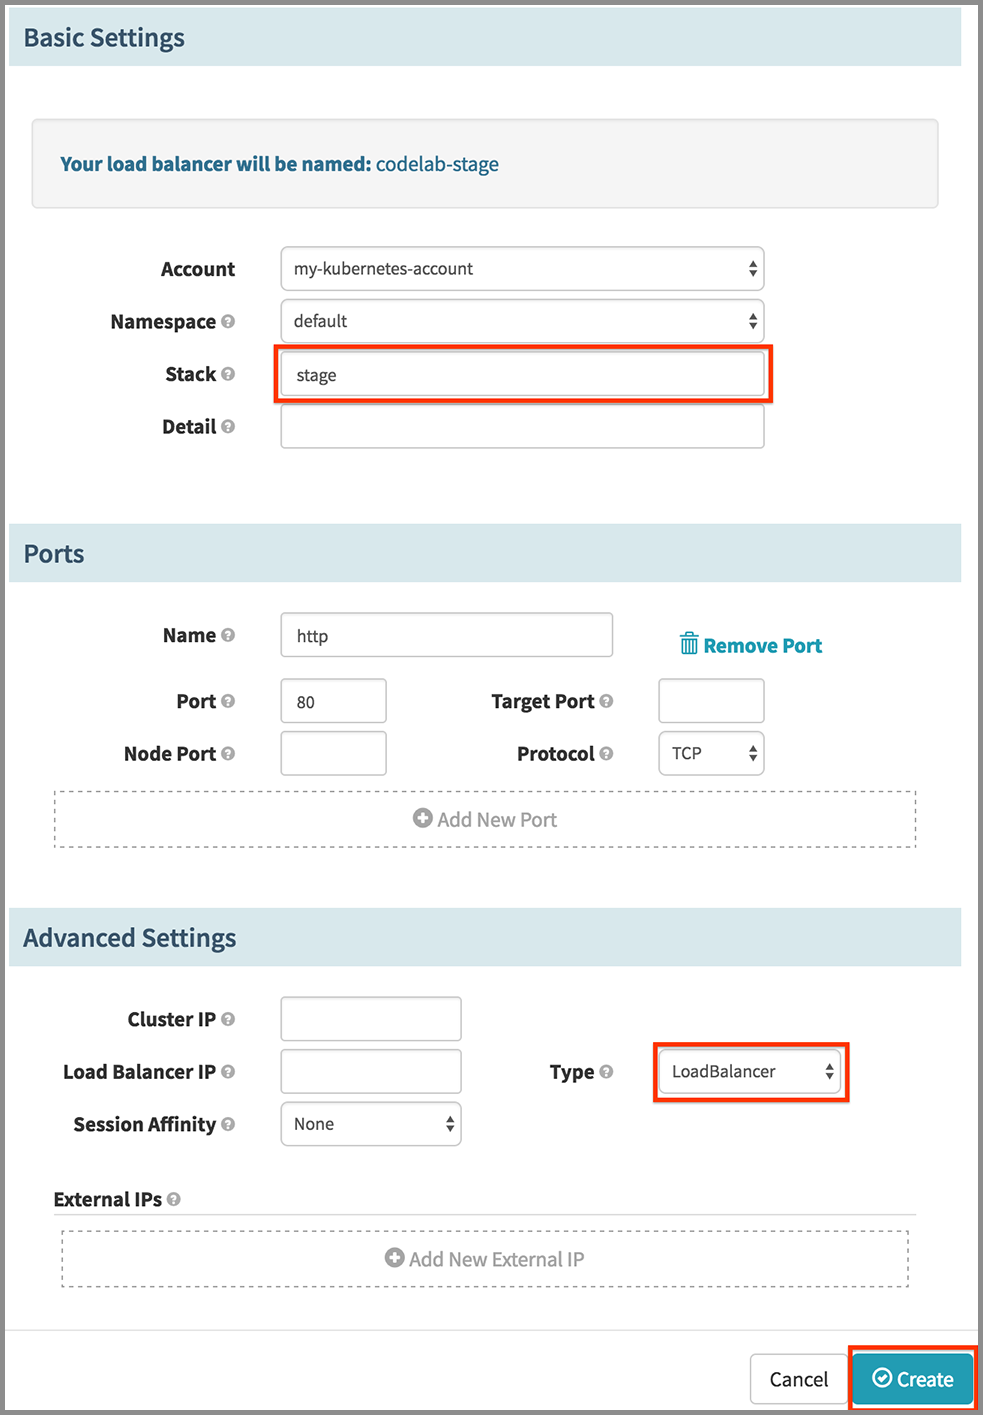 Basic Settings
Your load balancer will be named: codelab-stage
Account my-kubernetes-account
Namespace ? default
Stack ? stage
Detail ?
Ports
Name ? http Remove Port
Port ? 80 Target Port ?
Node Port ? Protocol ? TCP
Add New Port
Advanced Settings
Cluster IP ?
Load Balancer IP ? Type ? LoadBalancer
Session Affinity ? None
External IPs ?
Add New External IP
Cancel Create